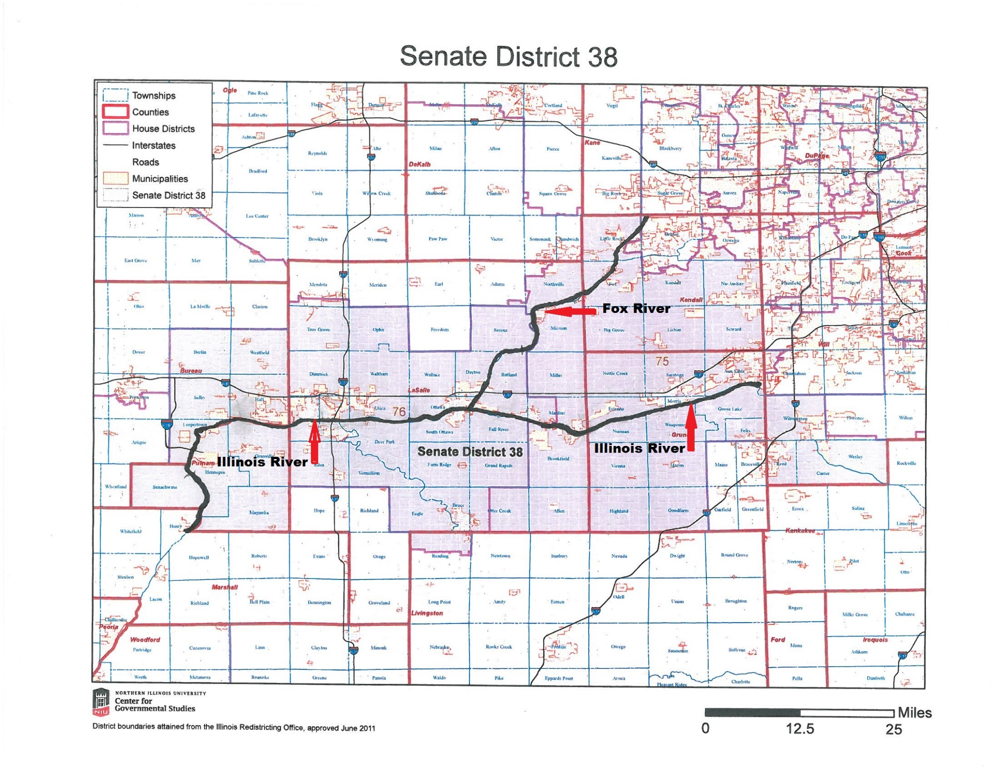 Senate District 38
Townships
Counties
House Districts
Interstates
Roads
Municipalities
Senate District 38
Ogle
Pine Rock
Flagg
Dement
Malta
DeKalb
Cortland
Virgil
Campton
St. Charles
Wayne
Bloomingdale
Addison
Lafayette
Ashton
I-88
I-88
Geneva
Kane
Reynolds
Alto
Milan
Afton
Pierce
Kaneville
Blackberry
Batavia
Winfield
Milton
York
DuPage
I-355
DeKalb
Bradford
Viola
Willow Creek
Shabbona
Clinton
Squaw Grove
Big Rock
Sugar Grove
Aurora
Naperville
Lisle
Downers Grove
Marion
Amboy
Lee Center
Brooklyn
Wyoming
Paw Paw
Victor
Somonauk
Sandwich
Little Rock
Bristol
Oswego
Wheatland
Du Page
I-55
I-355
Lemont
Cook
East Grove
May
Sublette
Mendota
Meriden
Earl
Adams
Northville
Fox
Kendall
Na-Au-Say
Plainfield
Lockport
Homer
Kendall
Ohio
La Moille
Clarion
Fox River
Troy Grove
Ophir
Freedom
Serena
Mission
Big Grove
Lisbon
Seward
Troy
Joliet
I-80
Will
Dover
Berlin
Westfield
Bureau
Dimmick
Waltham
Wallace
Dayton
Rutland
Miller
Nettle Creek
75
Saratoga
Aux Sable
Channahon
Jackson
Manhattan
LaSalle
Princeton
Selby
Hall
Utica
76
Ottawa
Manlius
Erienna
Morris
Goose Lake
Wilmington
Florence
Wilton
Leepertown
South Ottawa
Fall River
Norman
Wauponsee
Felix
Arispie
Deer Park
Senate District 38
Illinois River
Grun
Putnam
Granville
Illinois River
Eden
Farm Ridge
Grand Rapids
Brookfield
Vienna
Mazon
Maine
Braceville
Reed
Wesley
Rockville
Hennepin
Vermillion
Custer
Wheatland
Senachwine
Magnolia
Hope
Richland
Eagle
Bruce
Otter Creek
Allen
Highland
Goodfarm
Garfield
Greenfield
Essex
Salina
Limestone
Whitefield
Henry
Kankakee
Hopewell
Roberts
Evans
Osage
Reading
Newtown
Sunbury
Nevada
Dwight
Round Grove
Norton
Pilot
Otto
Steuben
Marshall
Lacon
Richland
Bell Plain
Bennington
Groveland
Long Point
Amity
Esmen
Odell
Union
Broughton
Rogers
Milks Grove
Chebanse
Livingston
Chillicothe
Peoria
Woodford
Partridge
Cazenovia
Linn
Clayton
Minonk
Nebraska
Rooks Creek
Pontiac
Owego
Saunemin
Sullivan
Ford
Mona
Iroquois
Ashkum
Worth
Metamora
Roanoke
Greene
Panola
Waldo
Pike
Eppards Point
Avoca
Pleasant Ridge
Charlotte
Pella
Danforth
NIU
NORTHERN ILLINOIS UNIVERSITY
Center for
Governmental Studies
Miles
0 12.5 25
District boundaries attained from the Illinois Redistricting Office, approved June 2011